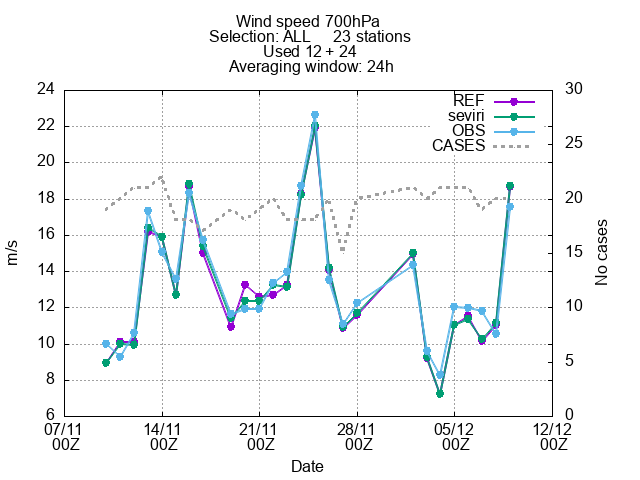 Wind speed 700hPa
Selection: ALL     23 stations
Used 12 + 24
Averaging window: 24h
24
22
20
18
16
14
12
10
8
6
m/s
30
25
20
15
10
5
0
No cases
REF
seviri
OBS
CASES
07/11 14/11 21/11 28/11 05/12 12/12
00Z 00Z 00Z 00Z 00Z 00Z
Date